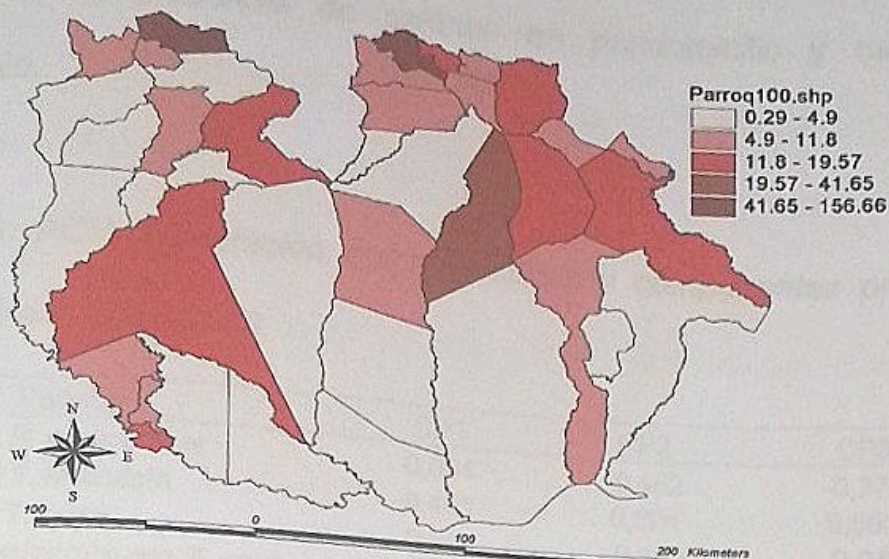 Parroq100.shp
0.29 - 4.9
4.9 - 11.8
11.8 - 19.57
19.57 - 41.65
41.65 - 156.66
N
W E
S
100 0 100 200 Kilometers